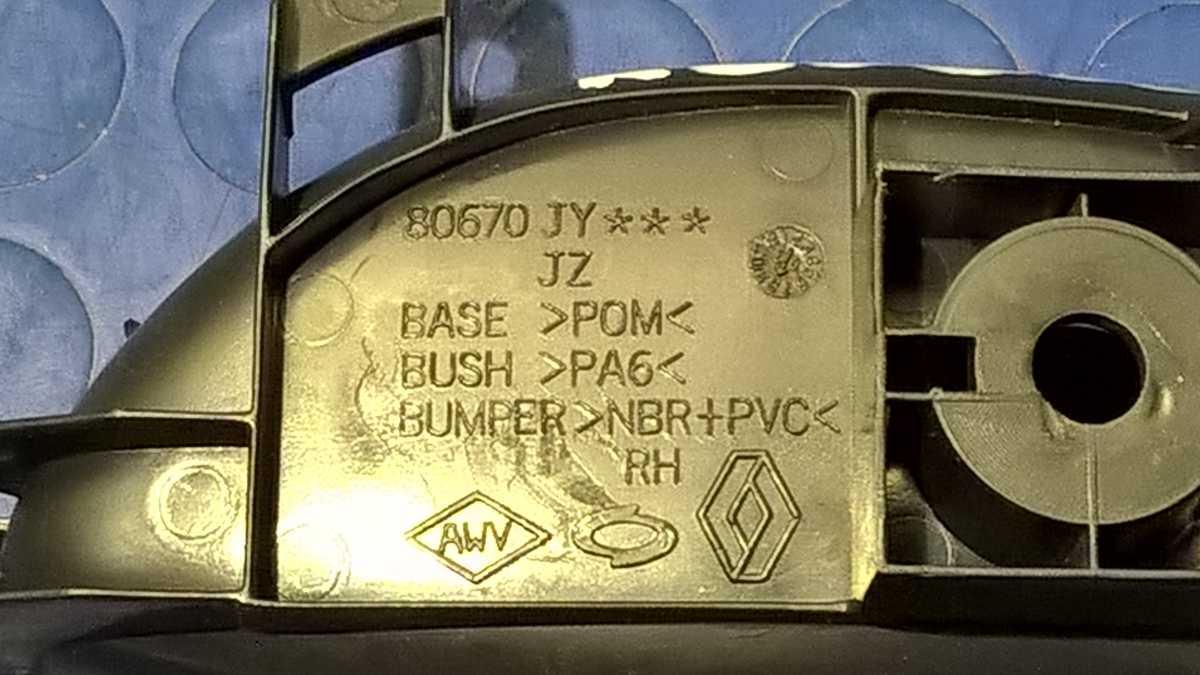 80670 JY***
JZ
BASE >POM<
BUSH >PA6<
BUMPER>NBR+PVC<
RH
AWV